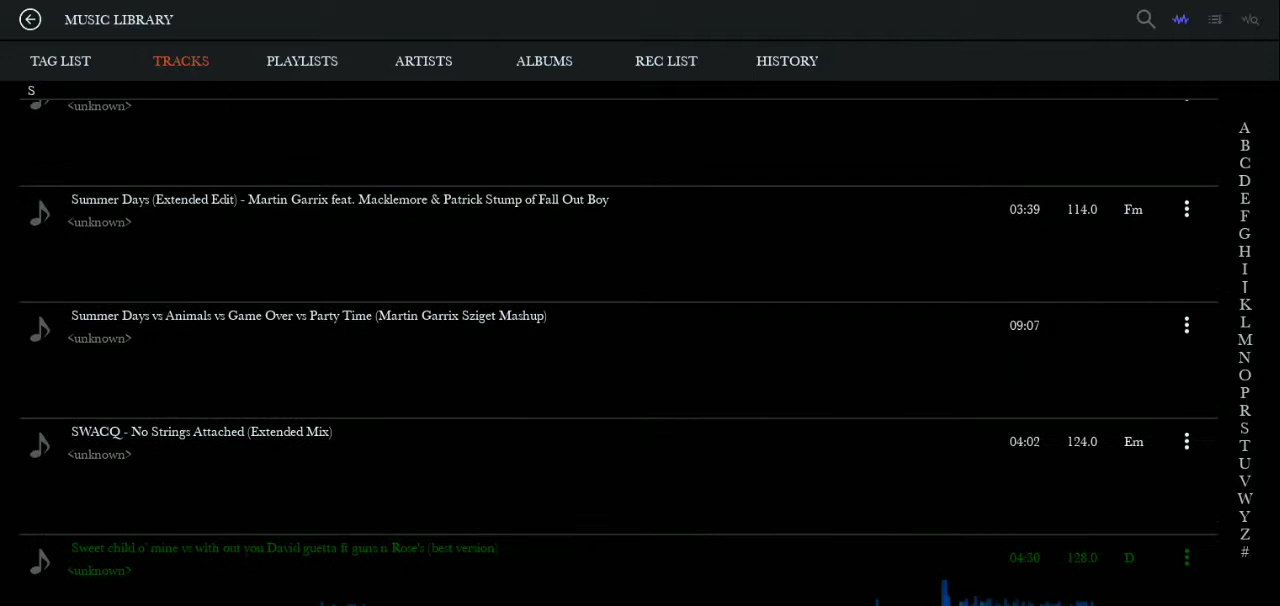 MUSIC LIBRARY
TAG LIST TRACKS PLAYLISTS ARTISTS ALBUMS REC LIST HISTORY
S
<unknown>
Summer Days (Extended Edit) - Martin Garrix feat. Macklemore & Patrick Stump of Fall Out Boy 03:39 114.0 Fm
<unknown>
Summer Days vs Animals vs Game Over vs Party Time (Martin Garrix Sziget Mashup) 09:07
<unknown>
SWACQ - No Strings Attached (Extended Mix) 04:02 124.0 Em
<unknown>
Sweet child o' mine vs with out you David guetta ft guns n Rose's (best version) 04:30 128.0 D
<unknown>
A
B
C
D
E
F
G
H
I
J
K
L
M
N
O
P
R
S
T
U
V
W
Y
Z
#